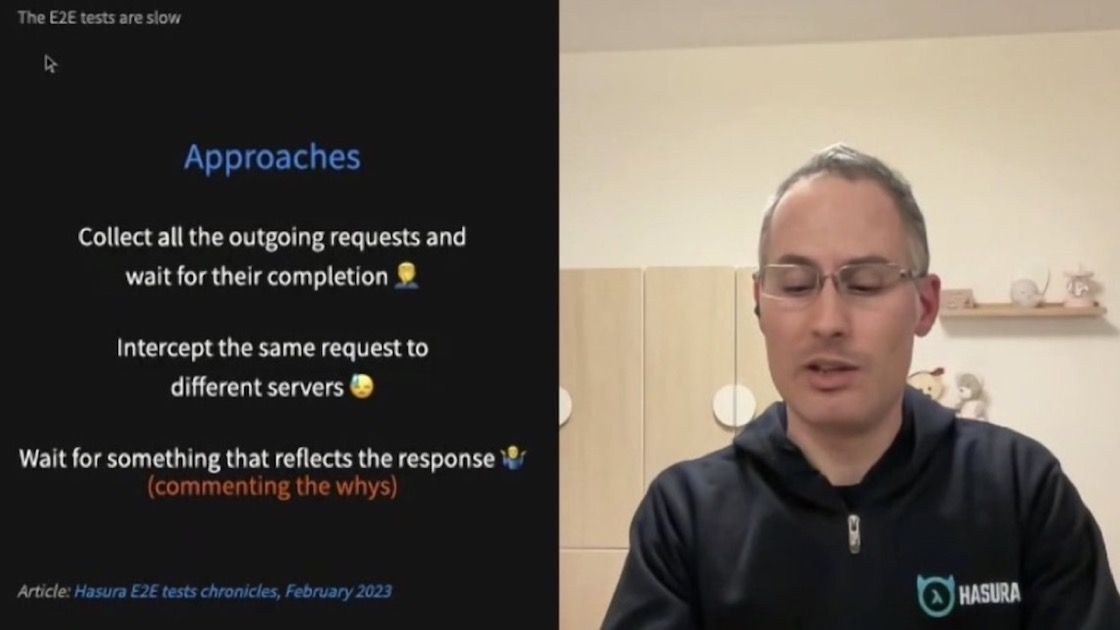 The E2E tests are slow
Approaches
Collect all the outgoing requests and
wait for their completion 🤦‍♂️
Intercept the same request to
different servers 😓
Wait for something that reflects the response 🤷‍♂️
(commenting the whys)
Article: Hasura E2E tests chronicles, February 2023
HASURA